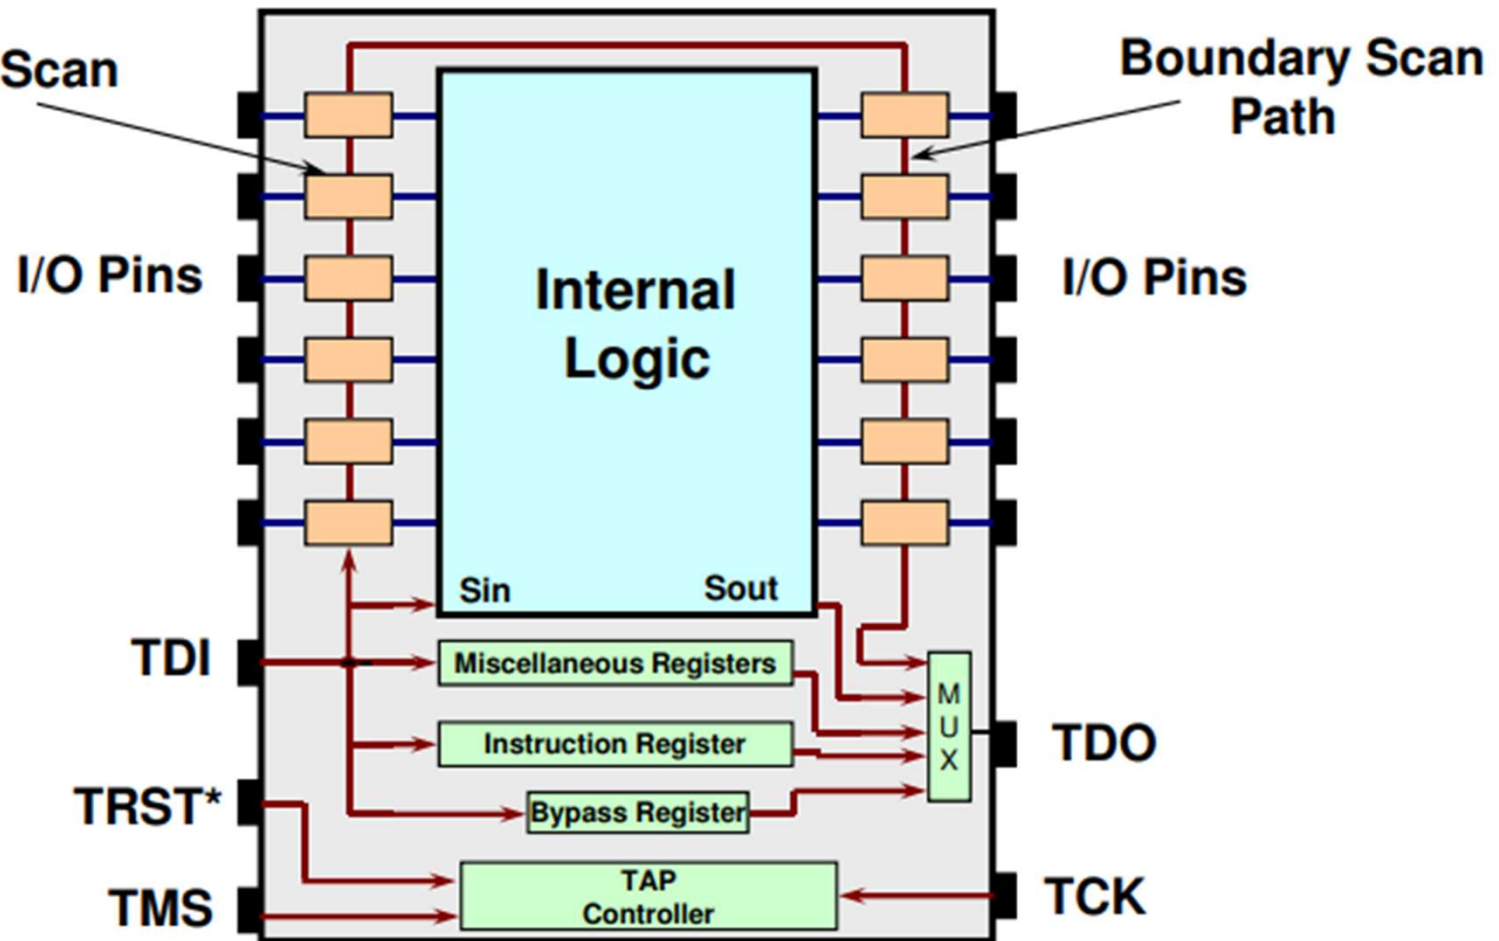 Scan
Boundary Scan
Path
I/O Pins
I/O Pins
Internal
Logic
Sin
Sout
TDI
Miscellaneous Registers
M
U
X
Instruction Register
TDO
TRST*
Bypass Register
TAP
Controller
TMS
TCK